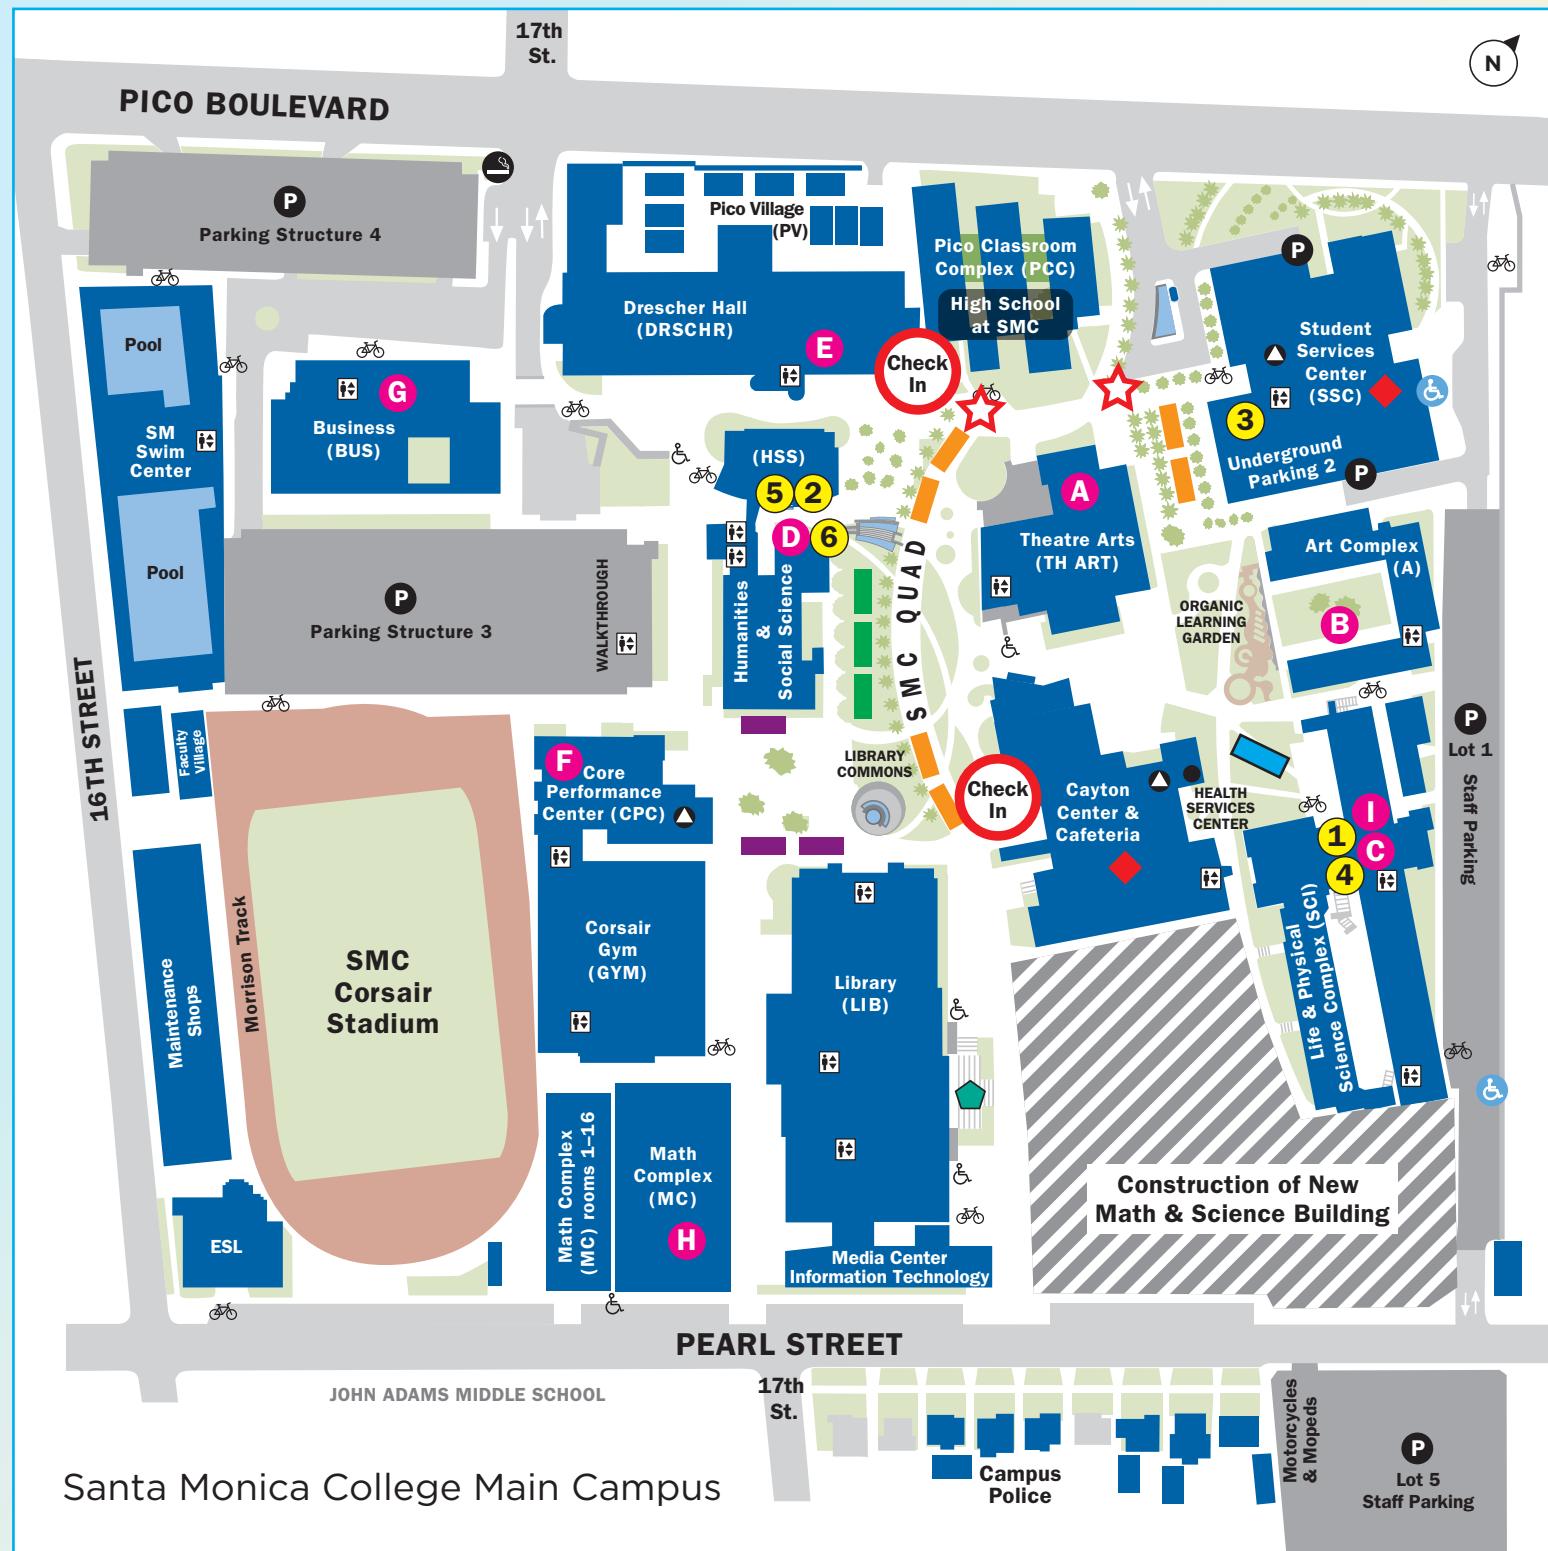 17th
St.
N
PICO BOULEVARD
P
Parking Structure 4
Pico Village
(PV)
Pico Classroom
Complex (PCC)
High School
at SMC
P
Drescher Hall
(DRSCHR)
E
Check
In
Student
Services
Center
(SSC)
3
Underground
Parking 2
P
Pool
G
Business
(BUS)
SM
Swim
Center
(HSS)
5
2
D
6
A
Theatre Arts
(TH ART)
Art Complex
(A)
B
ORGANIC
LEARNING
GARDEN
Pool
P
Parking Structure 3
WALKTHROUGH
Humanities
&
Social Science
SMC QUAD
16TH STREET
Faculty
Village
F
Core
Performance
Center (CPC)
LIBRARY
COMMONS
Check
In
Cayton
Center &
Cafeteria
HEALTH
SERVICES
CENTER
P
Lot 1
Staff Parking
I
1
C
4
Life & Physical
Science Complex (SCI)
Maintenance
Shops
Morrison Track
SMC
Corsair
Stadium
Corsair
Gym
(GYM)
Library
(LIB)
Math Complex
(MC) rooms 1–16
Math
Complex
(MC)
H
Construction of New
Math & Science Building
ESL
Media Center
Information Technology
PEARL STREET
JOHN ADAMS MIDDLE SCHOOL
17th
St.
Campus
Police
Motorcycles
& Mopeds
P
Lot 5
Staff Parking
Santa Monica College Main Campus